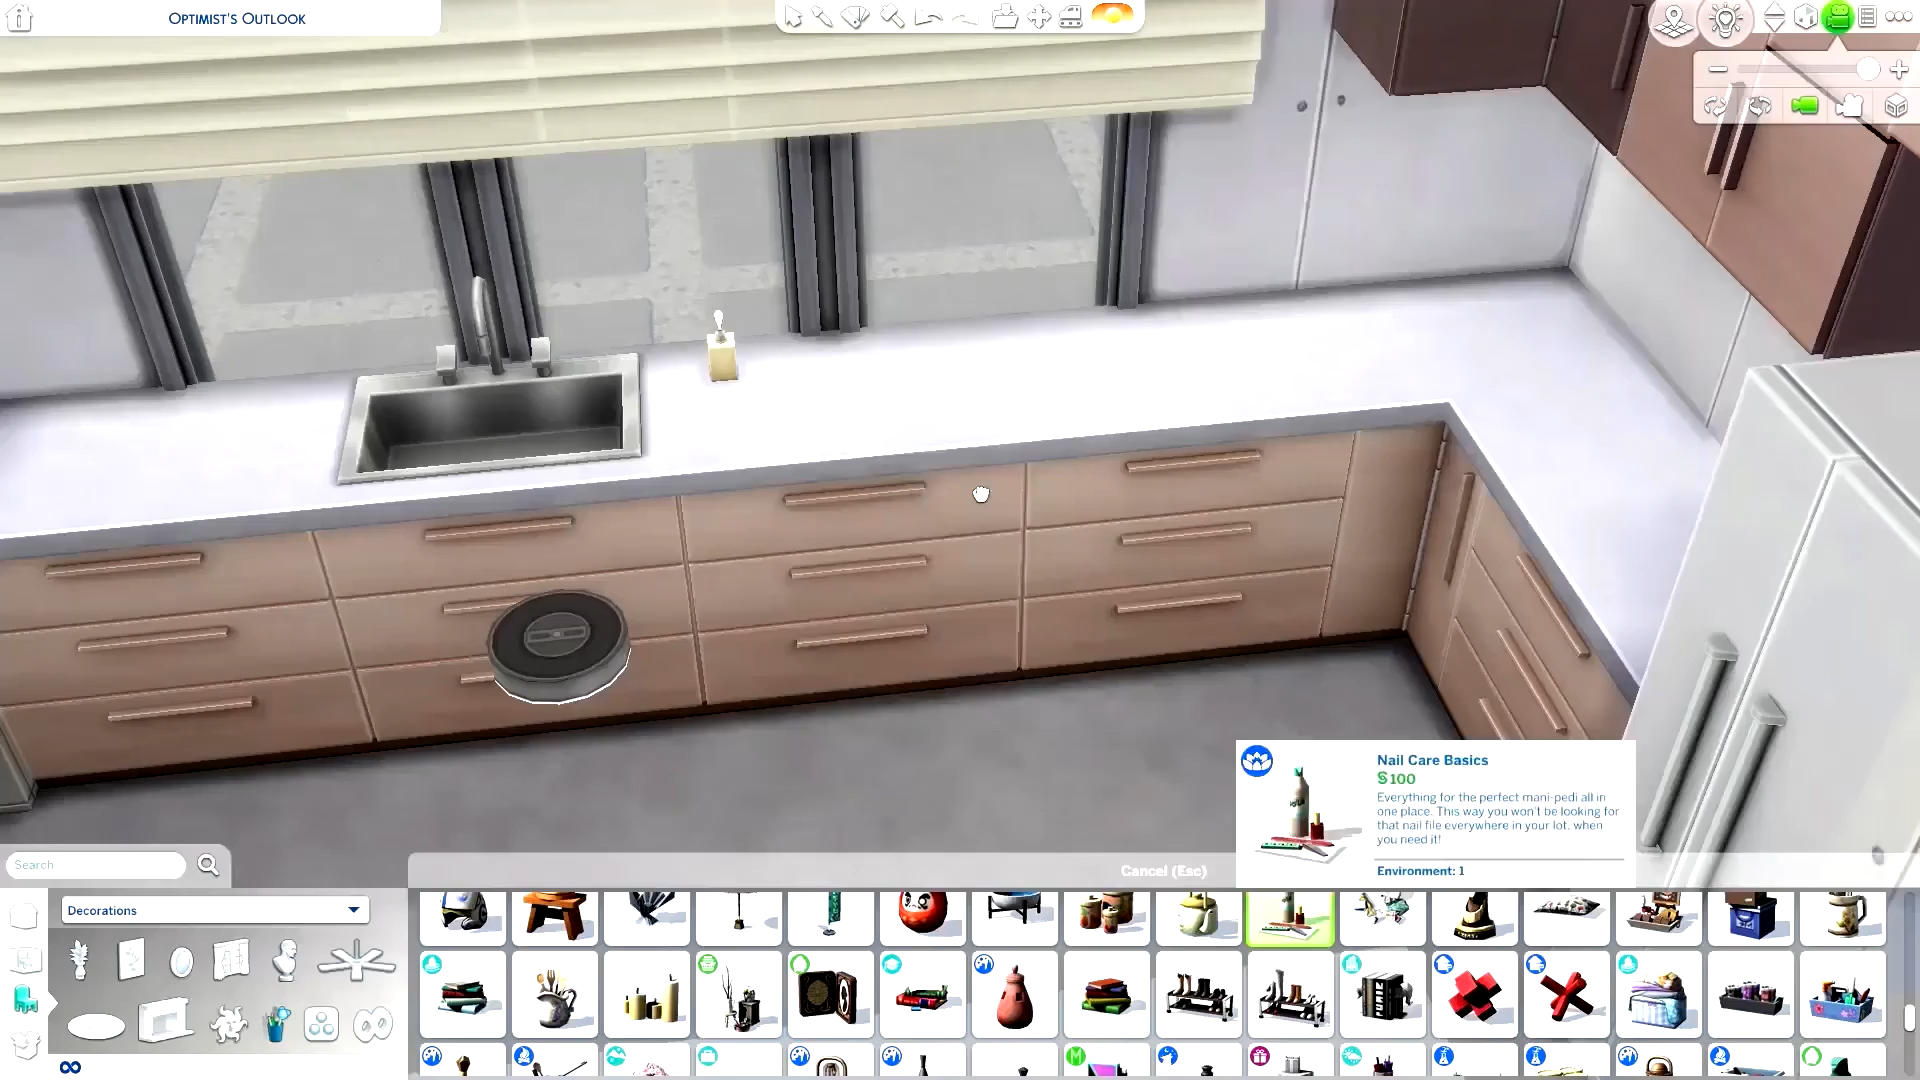 OPTIMIST'S OUTLOOK
Nail Care Basics
§100
Everything for the perfect mani-pedi all in
one place. This way you won't be looking for
that nail file everywhere in your lot, when
you need it!
Environment: 1
Search
Cancel (Esc)
Decorations